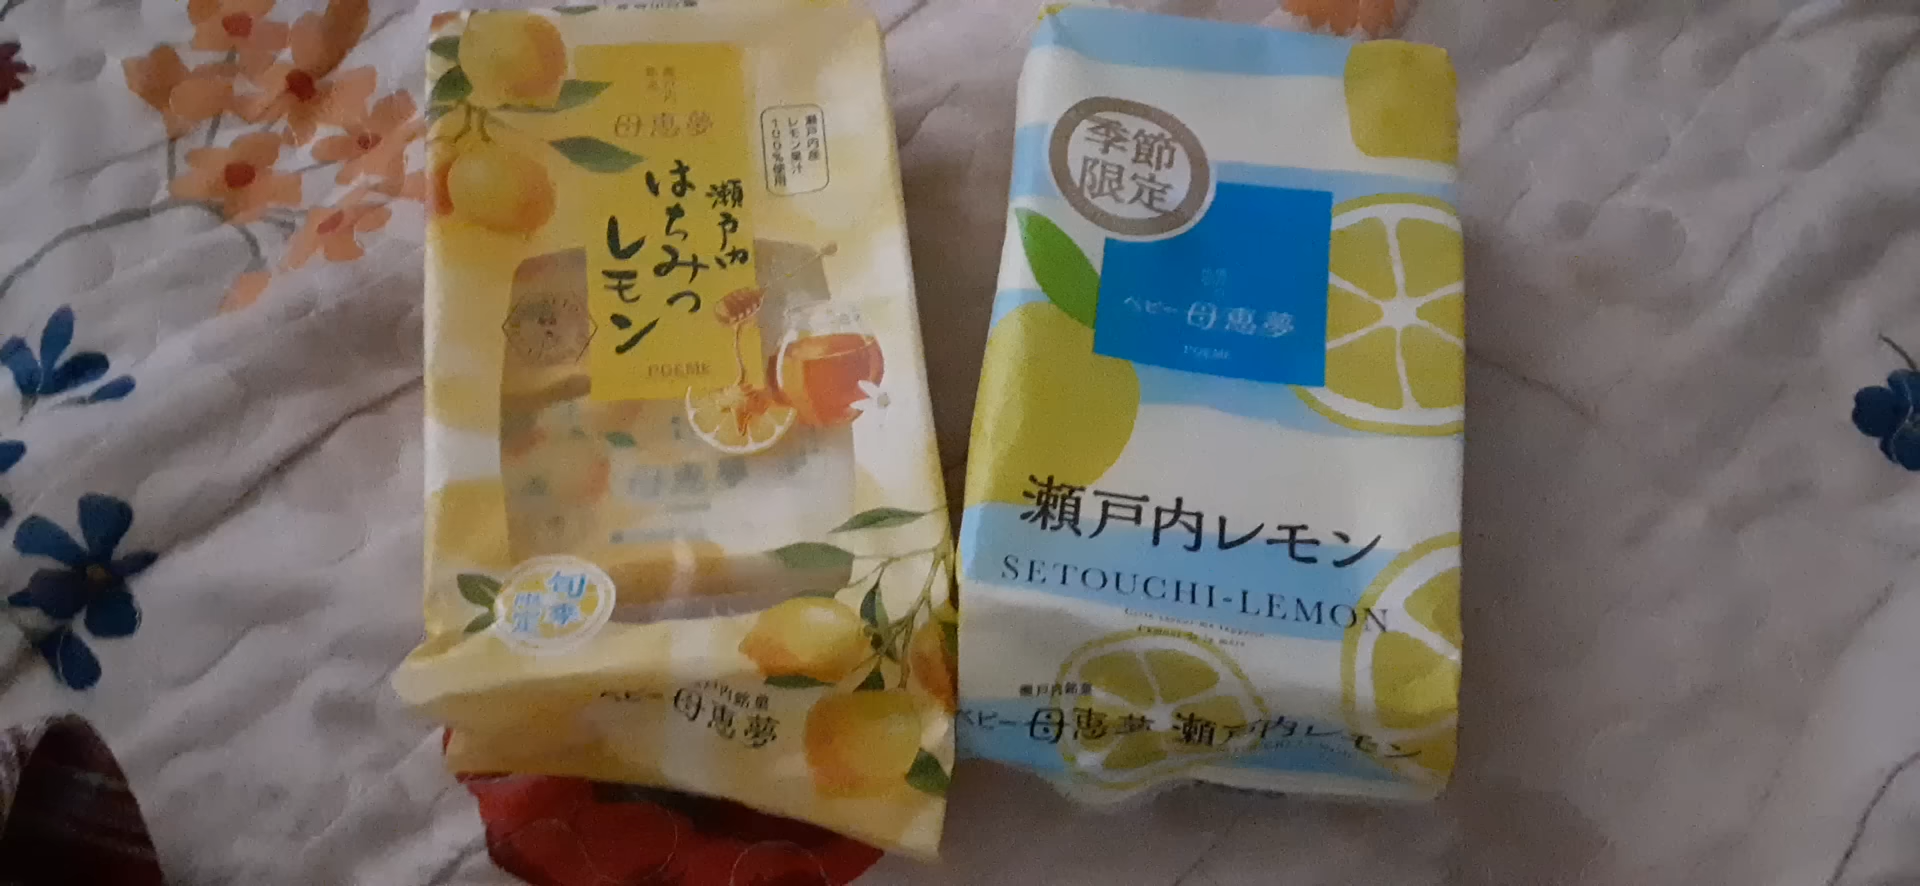 母恵夢
瀬戸内
はちみつ
レモン
POEME
瀬戸内産
レモン果汁
100%使用
旬季
限定
ベビー
瀬戸内銘菓
母恵夢
季節
限定
ベビー母恵夢
POEME
瀬戸内レモン
SETOUCHI-LEMON
瀬戸内銘菓
ベビー母恵夢 瀬戸内レモン